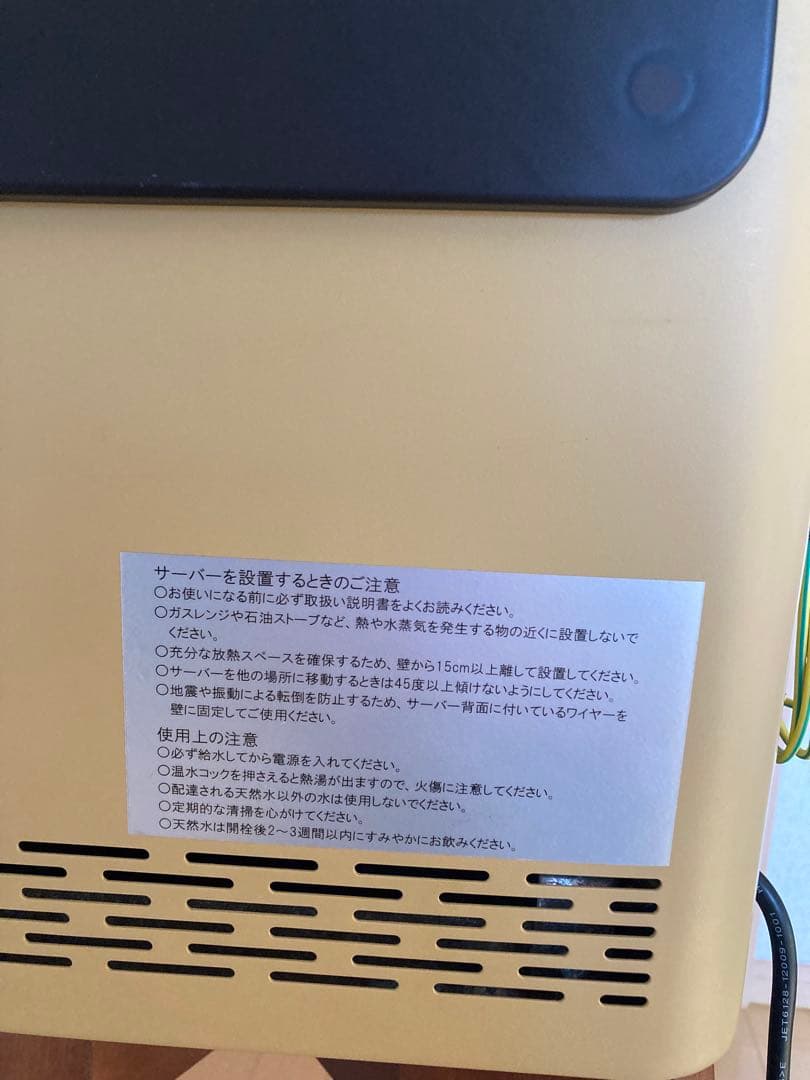 サーバーを設置するときのご注意
○お使いになる前に必ず取扱い説明書をよくお読みください。
○ガスレンジや石油ストーブなど、熱や水蒸気を発生する物の近くに設置しないで
ください。
○充分な放熱スペースを確保するため、壁から15cm以上離して設置してください。
○サーバーを他の場所に移動するときは45度以上傾けないようにしてください。
○地震や振動による転倒を防止するため、サーバー背面に付いているワイヤーを
壁に固定してご使用ください。
使用上の注意
○必ず給水してから電源を入れてください。
○温水コックを押さえると熱湯が出ますので、火傷に注意してください。
○配達される天然水以外の水は使用しないでください。
○定期的な清掃を心がけてください。
○天然水は開栓後2〜3週間以内にすみやかにお飲みください。
JET6128-12009-1001